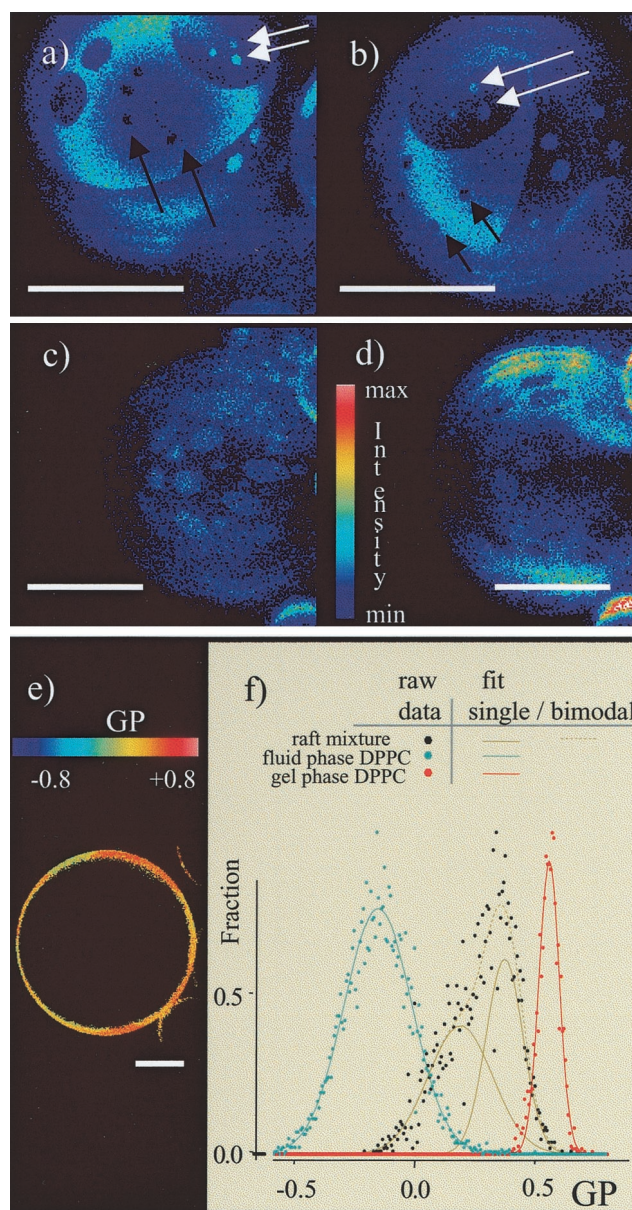 a)
b)
c)
d)
max
Intensity
min
e)
GP
-0.8 +0.8
f)
raw fit
data single / bimodal
raft mixture
fluid phase DPPC
gel phase DPPC
Fraction
0.5
0.0
-0.5 0.0 0.5 GP